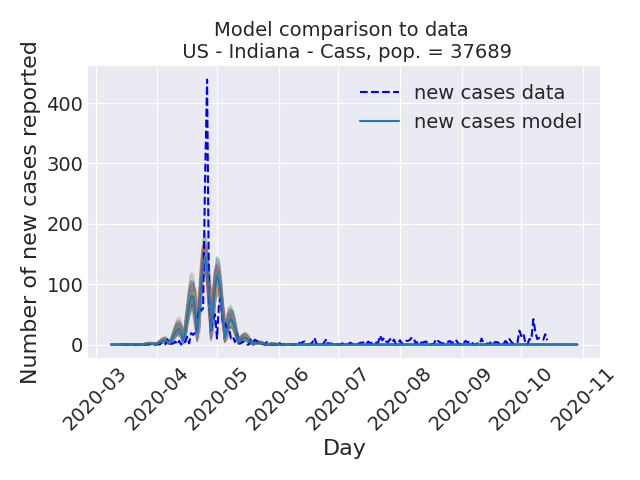 Model comparison to data
US - Indiana - Cass, pop. = 37689
Number of new cases reported
400
300
200
100
0
new cases data
new cases model
2020-03
2020-04
2020-05
2020-06
2020-07
2020-08
2020-09
2020-10
2020-11
Day